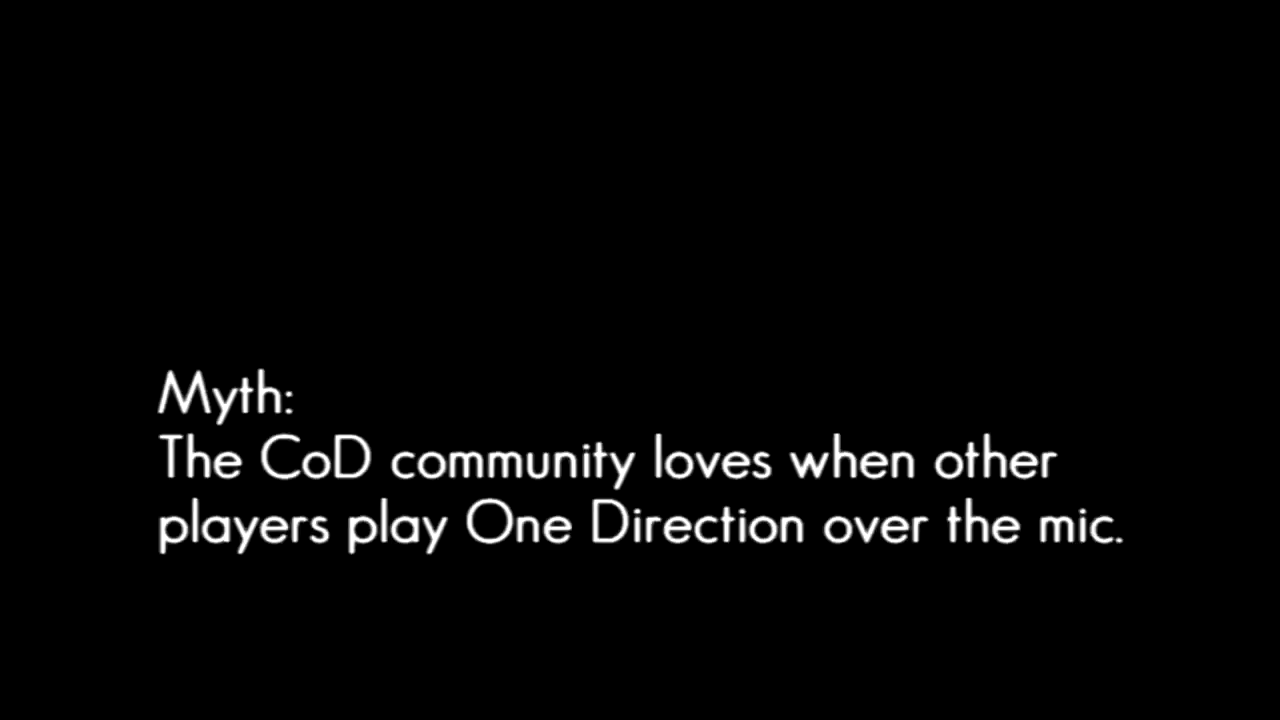 Myth:
The CoD community loves when other
players play One Direction over the mic.